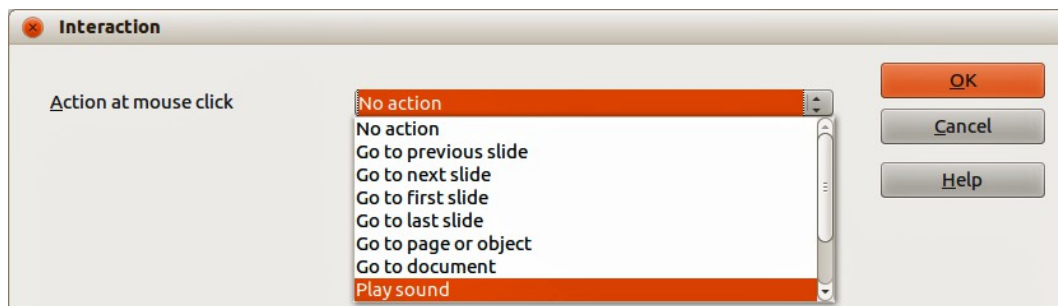 Interaction
Action at mouse click
No action
OK
No action
Cancel
Go to previous slide
Go to next slide
Help
Go to first slide
Go to last slide
Go to page or object
Go to document
Play sound